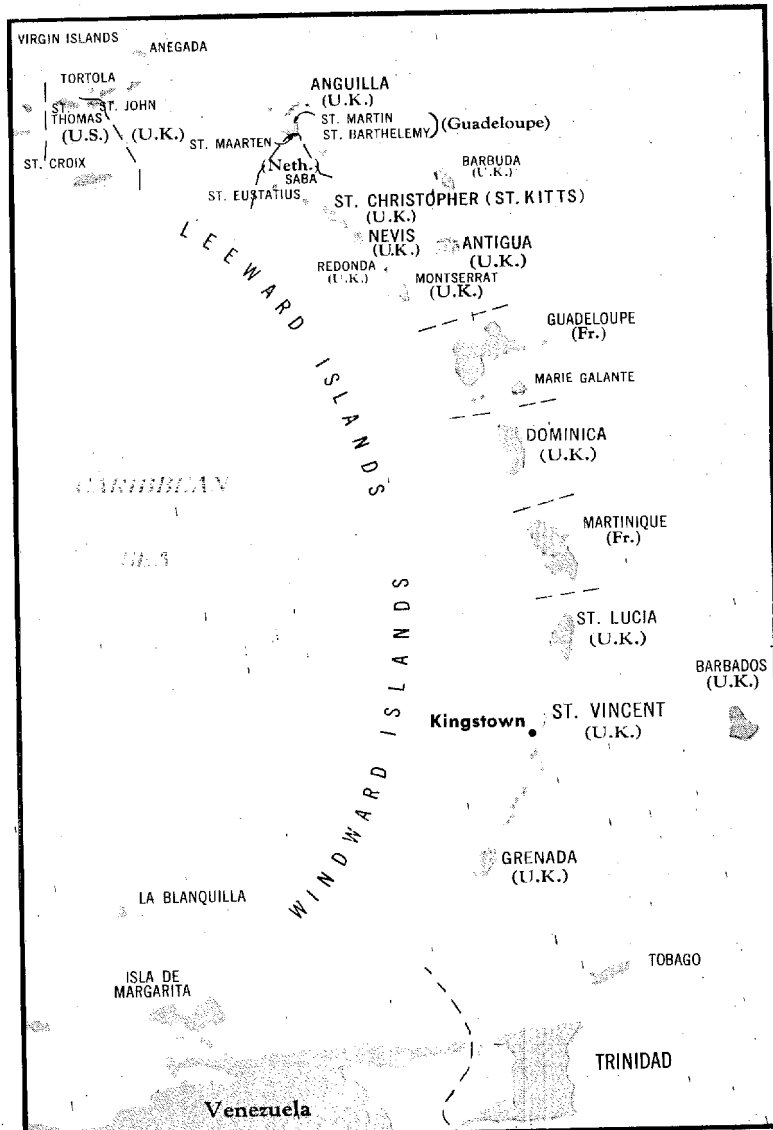 VIRGIN ISLANDS
ANEGADA
TORTOLA
ST. ST. JOHN
THOMAS
(U.S.) (U.K.)
ST. CROIX
ANGUILLA
(U.K.)
ST. MARTIN
ST. BARTHELEMY
(Guadeloupe)
ST. MAARTEN
(Neth.)
SABA
ST. EUSTATIUS
BARBUDA
(U.K.)
ST. CHRISTOPHER (ST. KITTS)
(U.K.)
NEVIS
(U.K.)
ANTIGUA
(U.K.)
REDONDA
(U.K.)
MONTSERRAT
(U.K.)
LEEWARD ISLANDS
GUADELOUPE
(Fr.)
MARIE GALANTE
DOMINICA
(U.K.)
CARIBBEAN
SEA
MARTINIQUE
(Fr.)
WINDWARD ISLANDS
ST. LUCIA
(U.K.)
BARBADOS
(U.K.)
Kingstown
ST. VINCENT
(U.K.)
GRENADA
(U.K.)
LA BLANQUILLA
TOBAGO
ISLA DE
MARGARITA
TRINIDAD
Venezuela